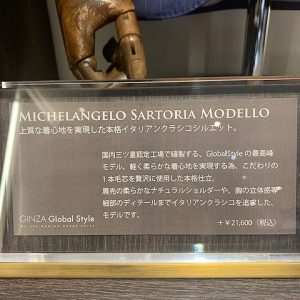 MICHELANGELO SARTORIA MODELLO
上質な着心地を実現した本格イタリアンクラシコシルエット。
国内三ツ星認定工場で縫製する、GlobalStyle の最高峰
モデル。軽く柔らかな着心地を実現する為、こだわりの
1本毛芯を贅沢に使用した本格仕立。
肩先の柔らかなナチュラルショルダーや、胸の立体感等
細部のディテールまでイタリアンクラシコを追求した、
モデルです。
GINZA Global Style
＋￥21,600（税込）